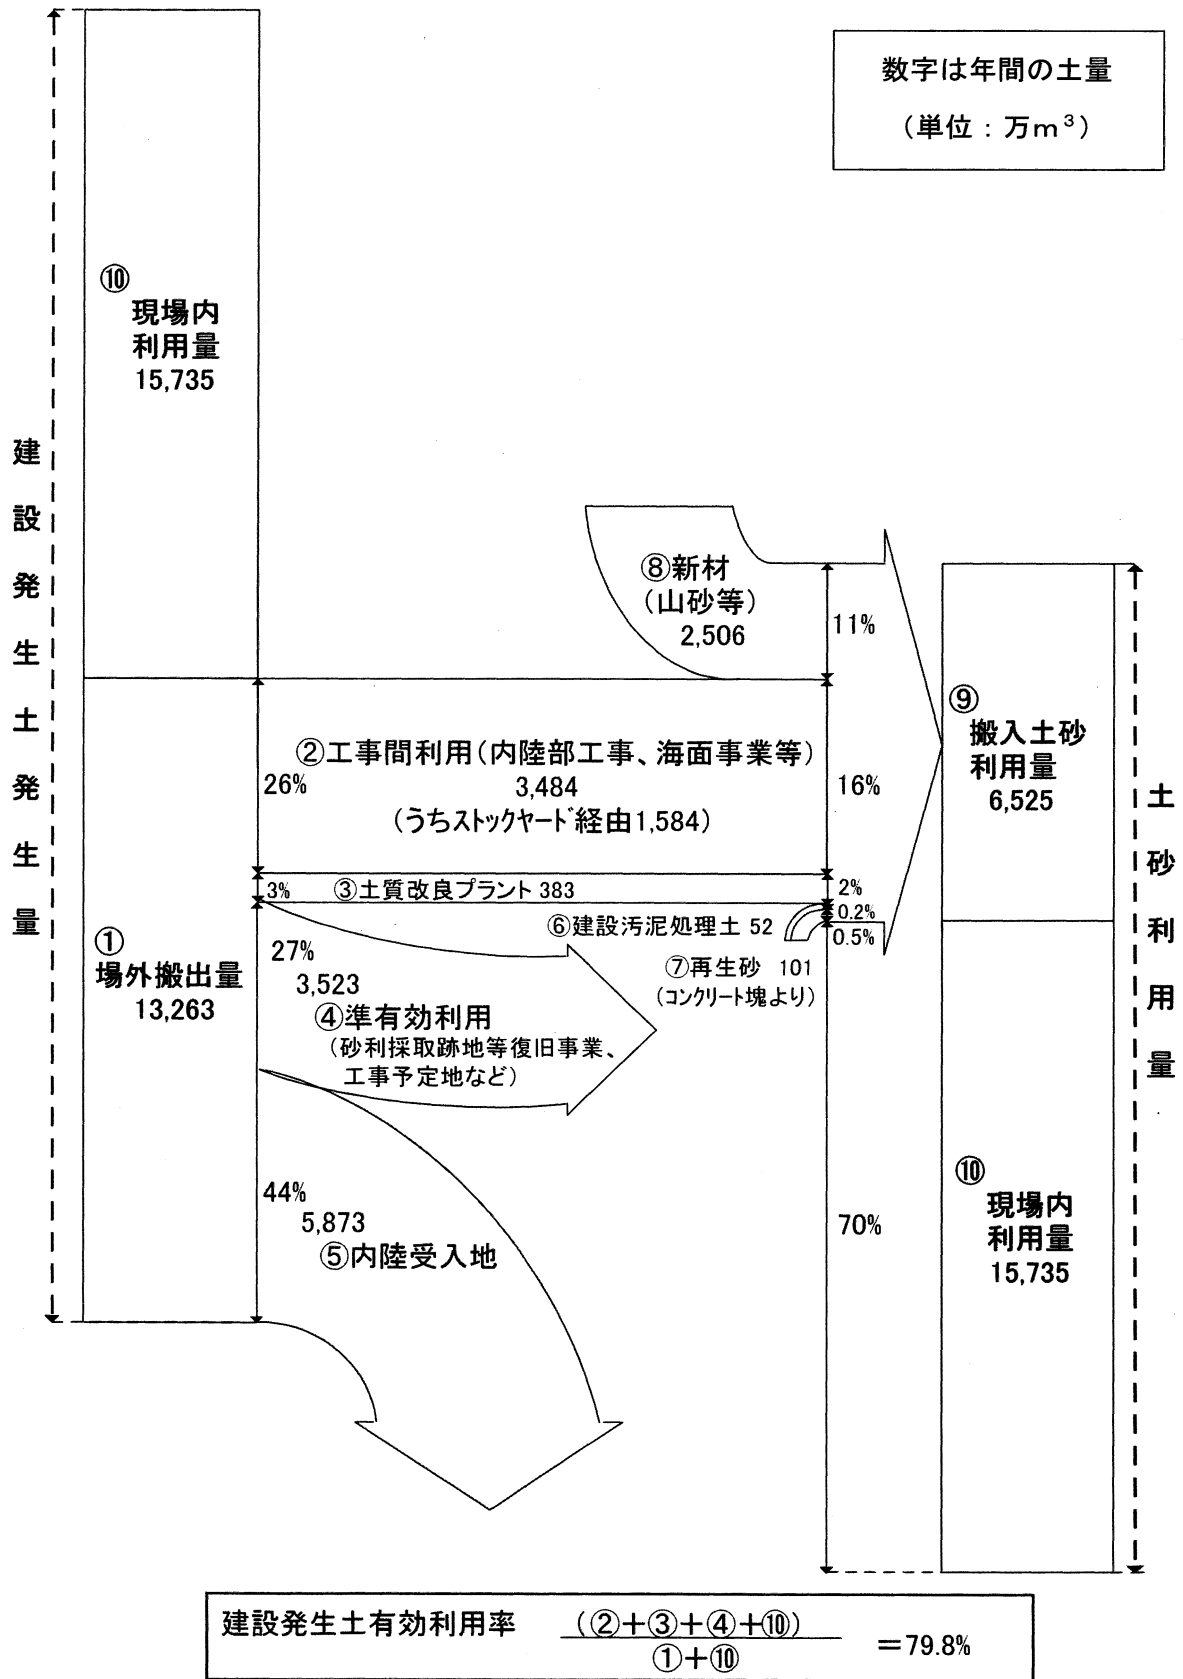 数字は年間の土量
(単位：万m³)
建設発生土発生量
⑩
現場内
利用量
15,735
⑧新材
(山砂等)
2,506
11%
②工事間利用(内陸部工事、海面事業等)
3,484
(うちストックヤード経由1,584)
26%
16%
⑨
搬入土砂
利用量
6,525
土砂利用量
3%
③土質改良プラント 383
2%
0.2%
0.5%
⑥建設汚泥処理土 52
⑦再生砂 101
(コンクリート塊より)
①
場外搬出量
13,263
27%
3,523
④準有効利用
(砂利採取跡地等復旧事業、
工事予定地など)
44%
5,873
⑤内陸受入地
70%
⑩
現場内
利用量
15,735
建設発生土有効利用率 (②+③+④+⑩)
①+⑩
=79.8%